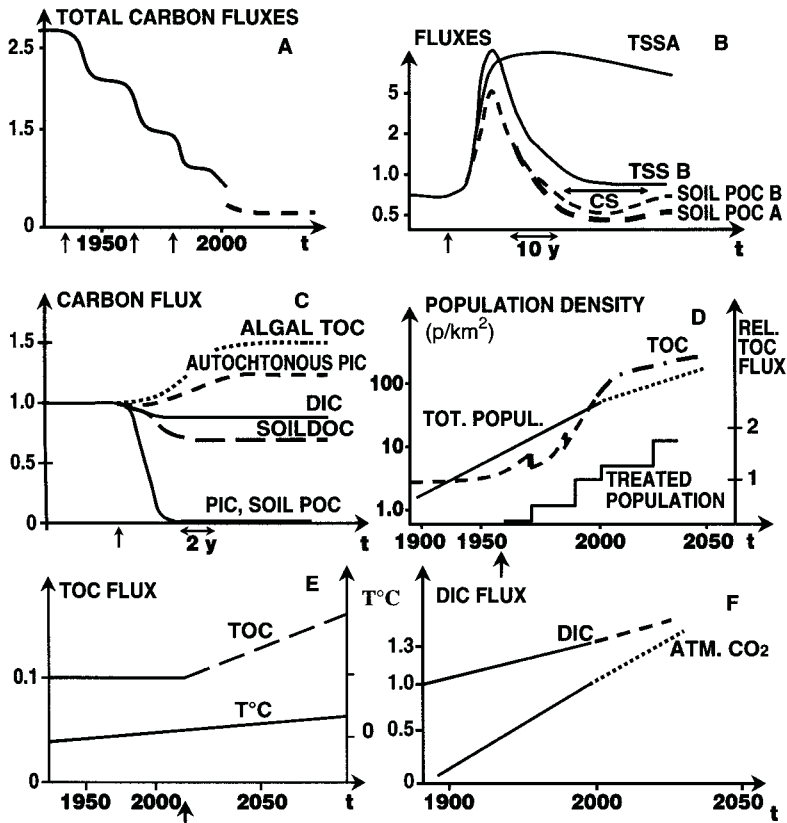 TOTAL CARBON FLUXES
A
2.5
1.5
0
1950
2000
t
FLUXES
B
TSSA
5
2
1.0
0.5
TSS B
CS
SOIL POC B
SOIL POC A
10 y
t
CARBON FLUX
C
1.5
1.0
0.5
0
ALGAL TOC
AUTOCHTONOUS PIC
DIC
SOILDOC
PIC, SOIL POC
2 y
t
POPULATION DENSITY
(p/km²)
D
REL.
TOC
FLUX
TOC
100
10
1.0
TOT. POPUL.
2
1
TREATED
POPULATION
1900
1950
2000
2050
t
TOC FLUX
E
T°C
TOC
0.1
T°C
0
0
1950
2000
2050
t
DIC FLUX
F
DIC
ATM. CO₂
1.3
1.0
0.5
0
1900
2000
2050
t